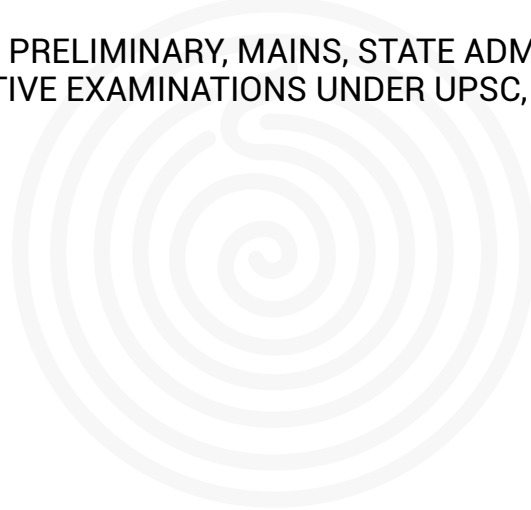 PRELIMINARY, MAINS, STATE ADM
TIVE EXAMINATIONS UNDER UPSC,